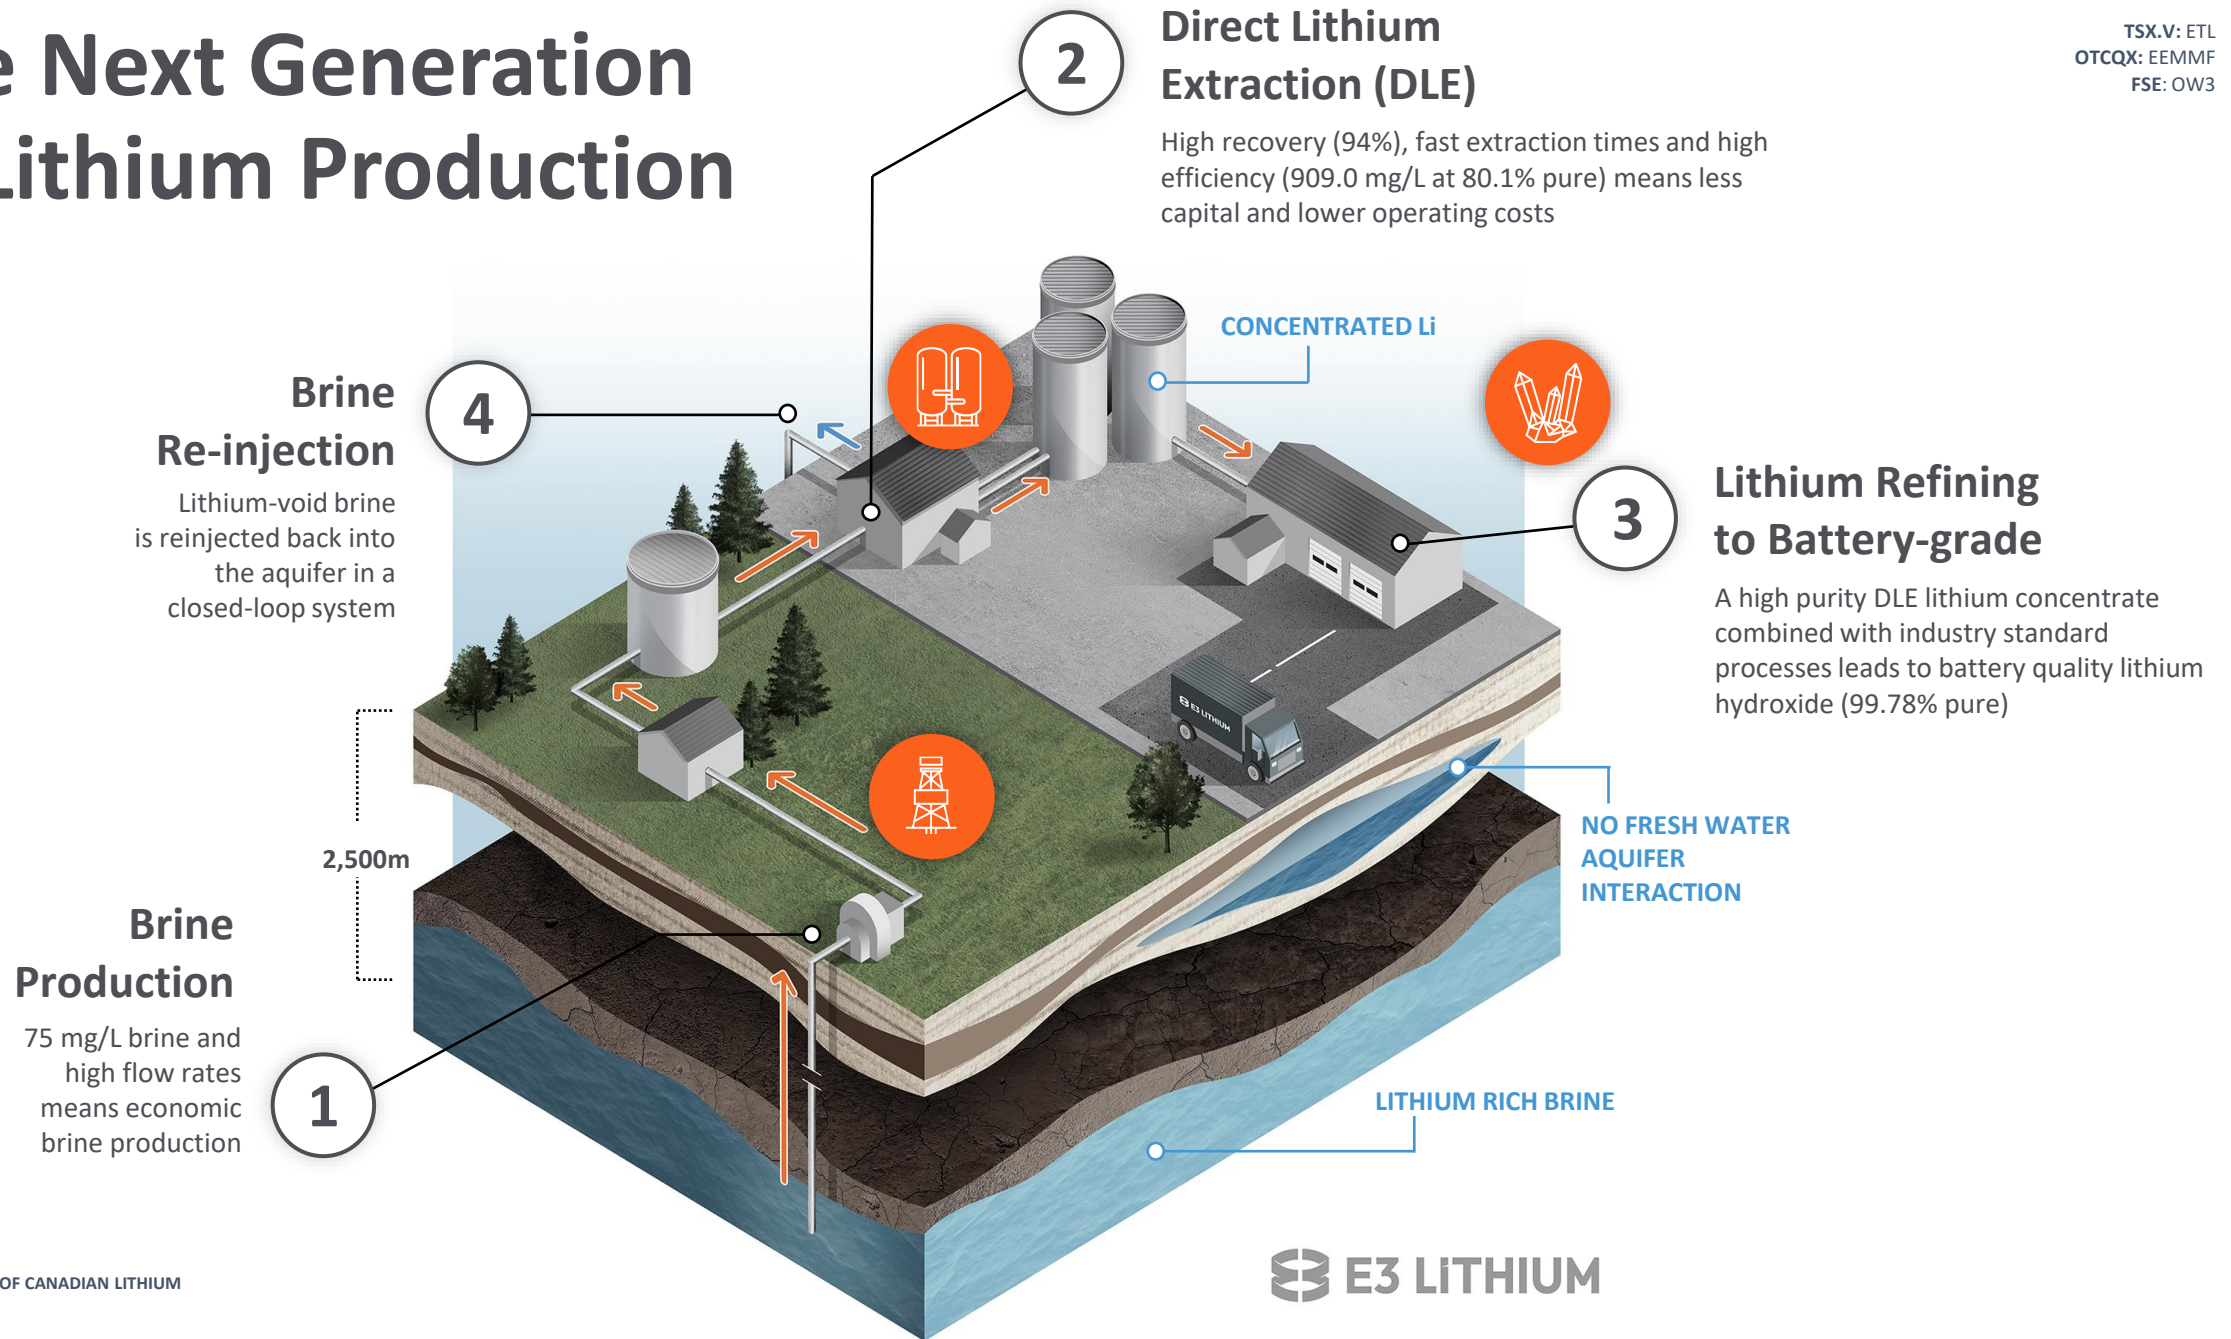 e Next Generation
Lithium Production
TSX.V: ETL
OTCQX: EEMMF
FSE: OW3
2
Direct Lithium
Extraction (DLE)
High recovery (94%), fast extraction times and high
efficiency (909.0 mg/L at 80.1% pure) means less
capital and lower operating costs
CONCENTRATED Li
4
Brine
Re-injection
Lithium-void brine
is reinjected back into
the aquifer in a
closed-loop system
3
Lithium Refining
to Battery-grade
A high purity DLE lithium concentrate
combined with industry standard
processes leads to battery quality lithium
hydroxide (99.78% pure)
E3 LITHIUM
2,500m
NO FRESH WATER
AQUIFER
INTERACTION
Brine
Production
75 mg/L brine and
high flow rates
means economic
brine production
1
LITHIUM RICH BRINE
E3 LiTHIUM
OF CANADIAN LITHIUM